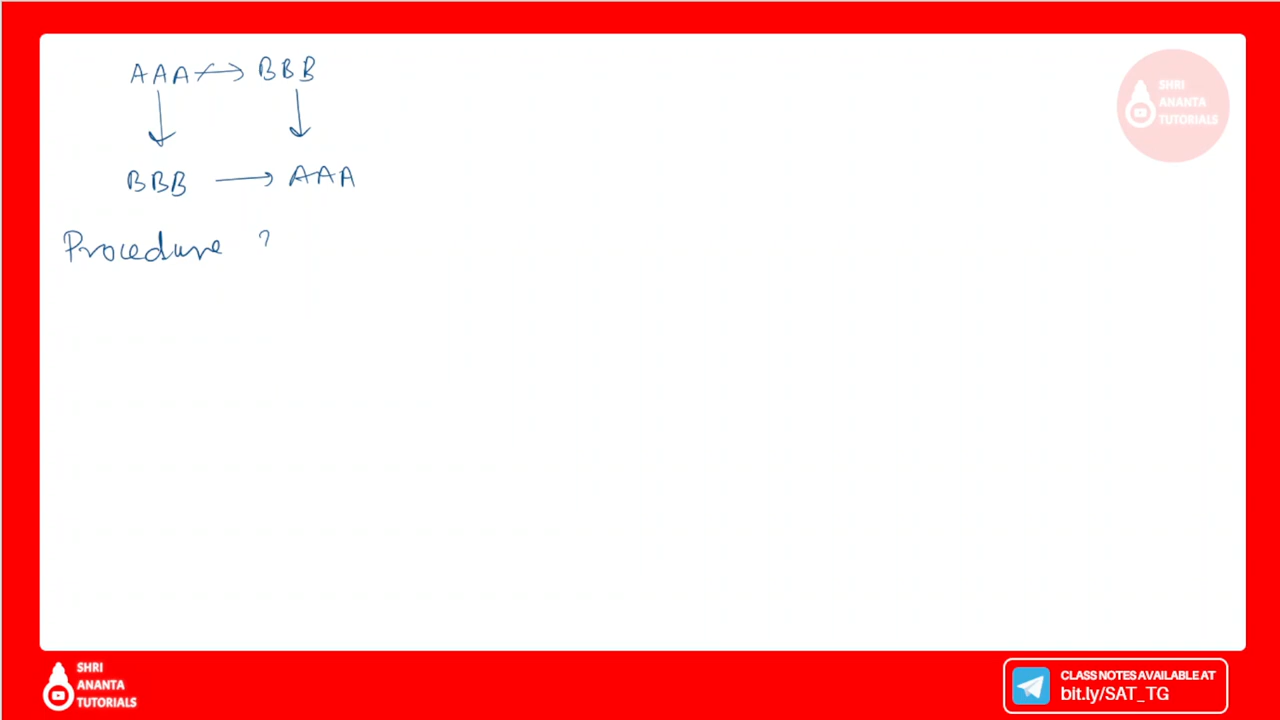 AAA ↔ BBB
↓ ↓
BBB → AAA
Procedure ?
SHRI
ANANTA
TUTORIALS
SHRI
ANANTA
TUTORIALS
CLASS NOTES AVAILABLE AT
bit.ly/SAT_TG